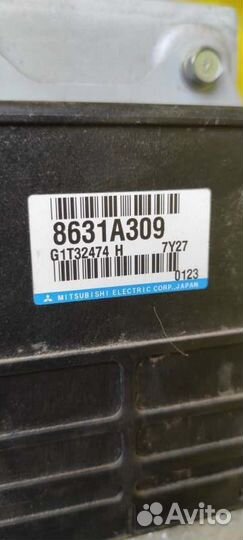 8631A309
G1T32474 H 7Y27
0123
MITSUBISHI ELECTRIC CORP., JAPAN
Avito